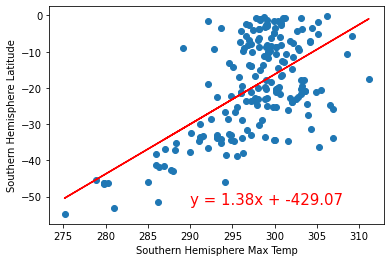 0
−10
−20
−30
−40
−50
Southern Hemisphere Latitude
y = 1.38x + -429.07
275 280 285 290 295 300 305 310
Southern Hemisphere Max Temp